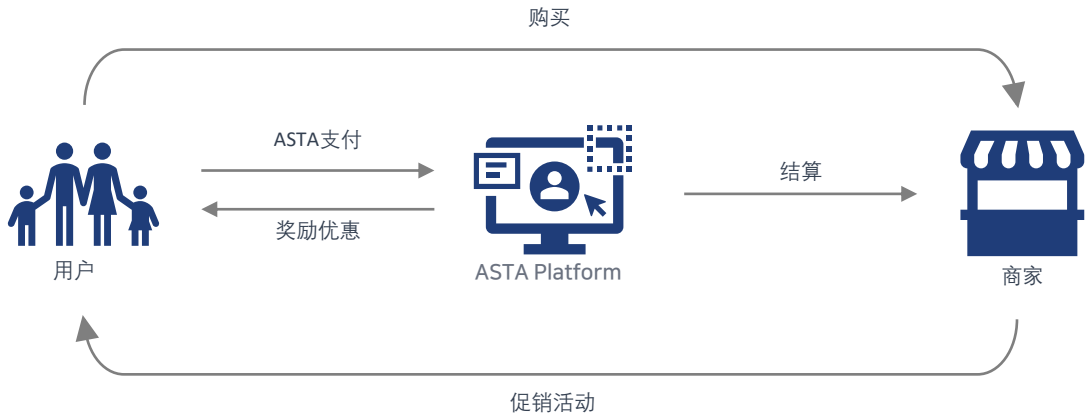 购买
ASTA支付
奖励优惠
用户
ASTA Platform
结算
商家
促销活动